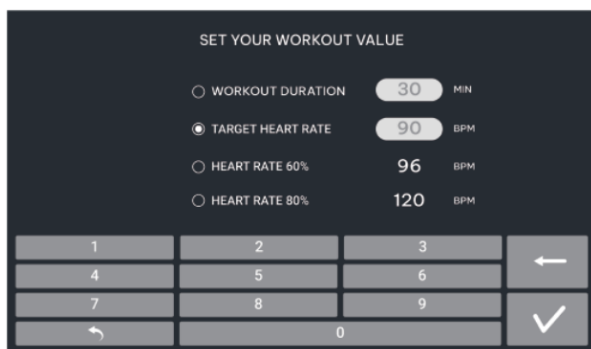 SET YOUR WORKOUT VALUE
WORKOUT DURATION 30 MIN
TARGET HEART RATE 90 BPM
HEART RATE 60% 96 BPM
HEART RATE 80% 120 BPM
1 2 3
4 5 6
7 8 9
0